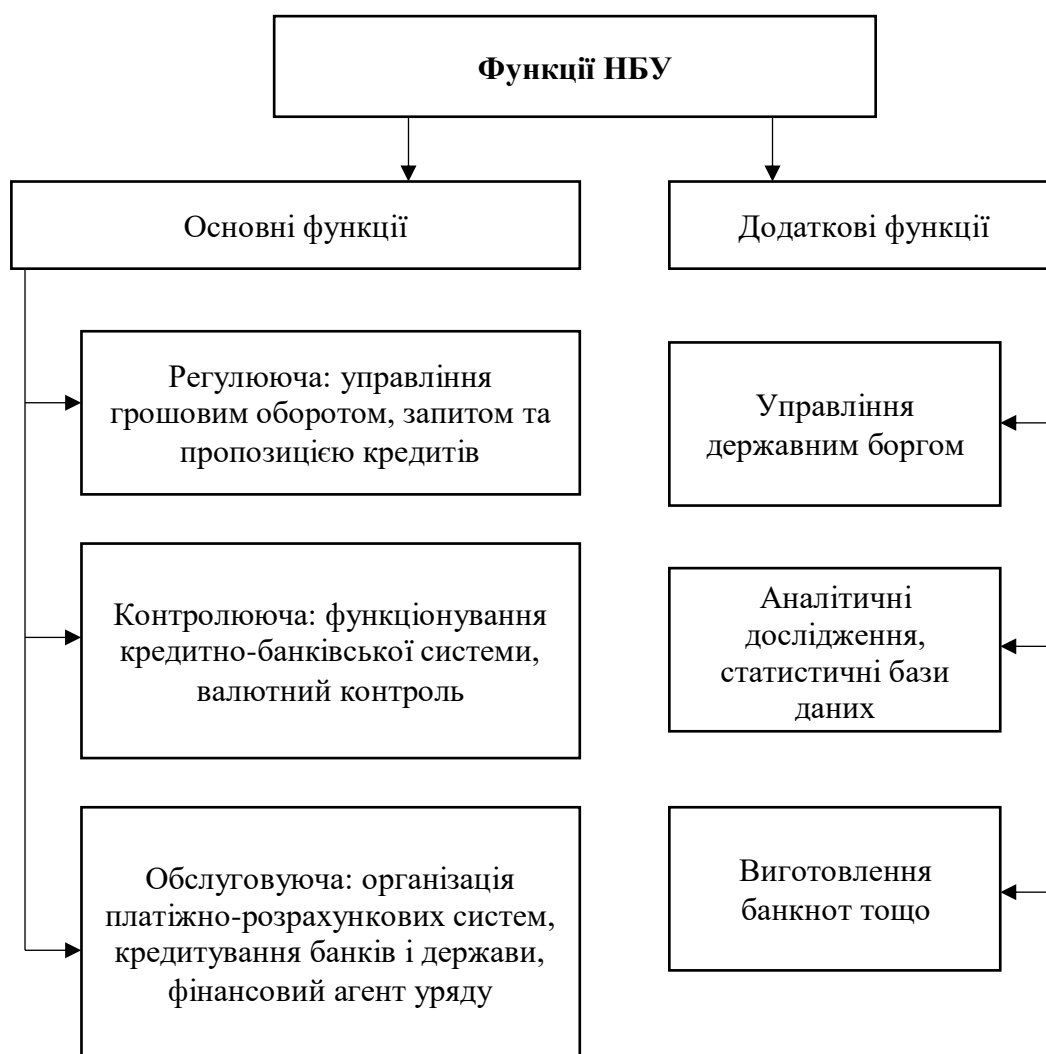 Функції НБУ
Основні функції
Додаткові функції
Регулююча: управління
грошовим оборотом, запитом та
пропозицією кредитів
Управління
державним боргом
Контролююча: функціонування
кредитно-банківської системи,
валютний контроль
Аналітичні
дослідження,
статистичні бази
даних
Обслуговуюча: організація
платіжно-розрахункових систем,
кредитування банків і держави,
фінансовий агент уряду
Виготовлення
банкнот тощо